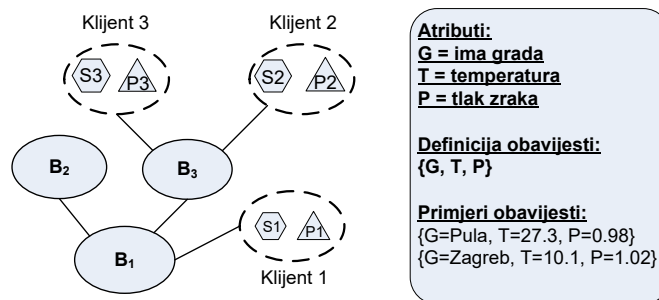 Klijent 3
Klijent 2
S3
P3
S2
P2
B2
B3
S1
P1
B1
Klijent 1
Atributi:
G = ima grada
T = temperatura
P = tlak zraka
Definicija obavijesti:
{G, T, P}
Primjeri obavijesti:
{G=Pula, T=27.3, P=0.98}
{G=Zagreb, T=10.1, P=1.02}